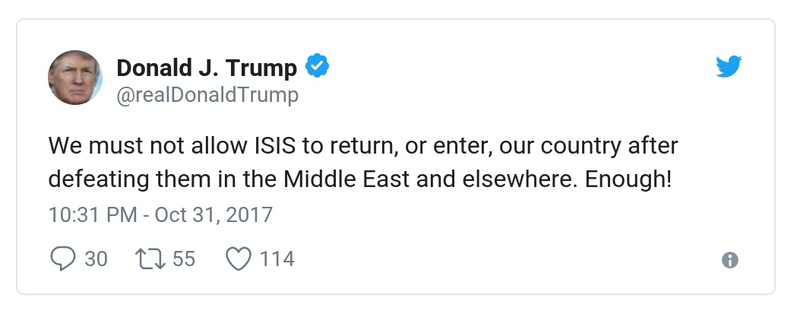 Donald J. Trump
@realDonaldTrump
We must not allow ISIS to return, or enter, our country after
defeating them in the Middle East and elsewhere. Enough!
10:31 PM - Oct 31, 2017
30 55 114